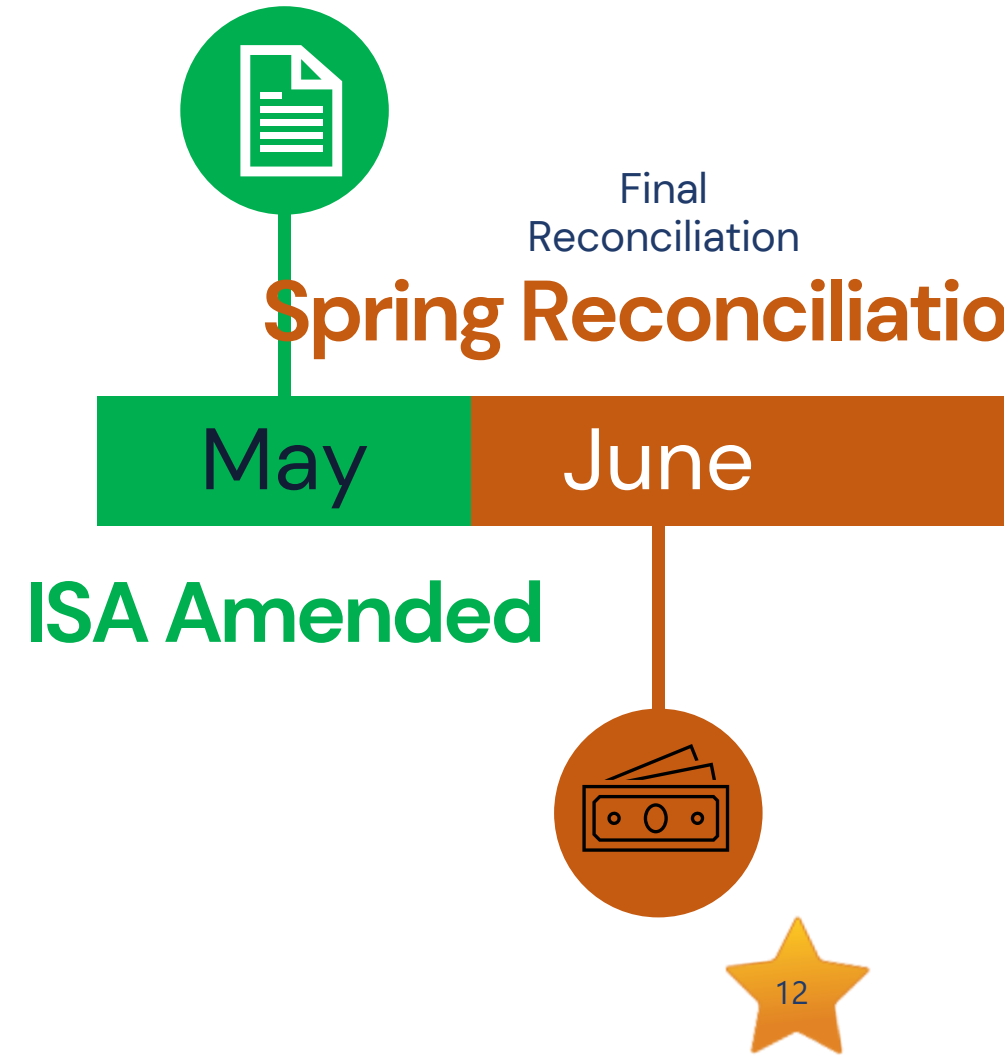 Final
Reconciliation
Spring Reconciliatio
May
June
ISA Amended
12